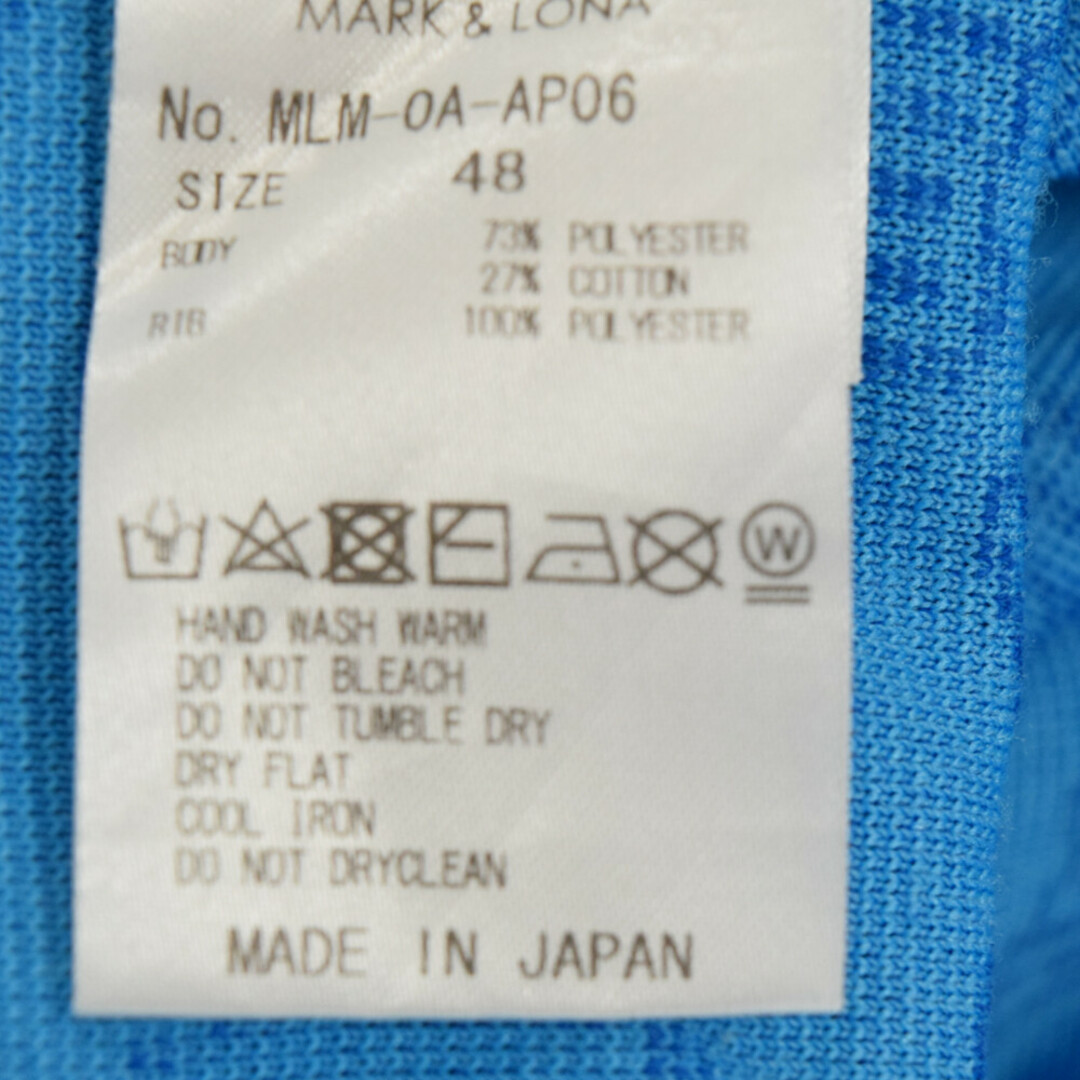 MARK & LONA
No. MLM-OA-AP06
SIZE 48
BODY 73% POLYESTER
27% COTTON
RIB 100% POLYESTER
W
HAND WASH WARM
DO NOT BLEACH
DO NOT TUMBLE DRY
DRY FLAT
COOL IRON
DO NOT DRYCLEAN
MADE IN JAPAN